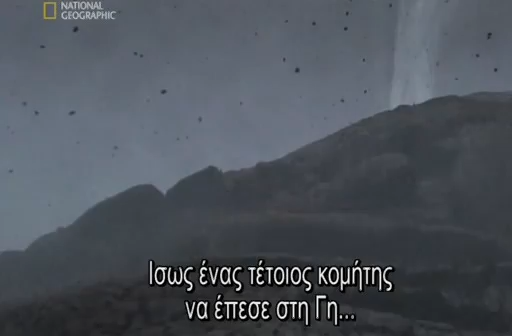 NATIONAL
GEOGRAPHIC
Ισως ένας τέτοιος κομήτης
να έπεσε στη Γη...